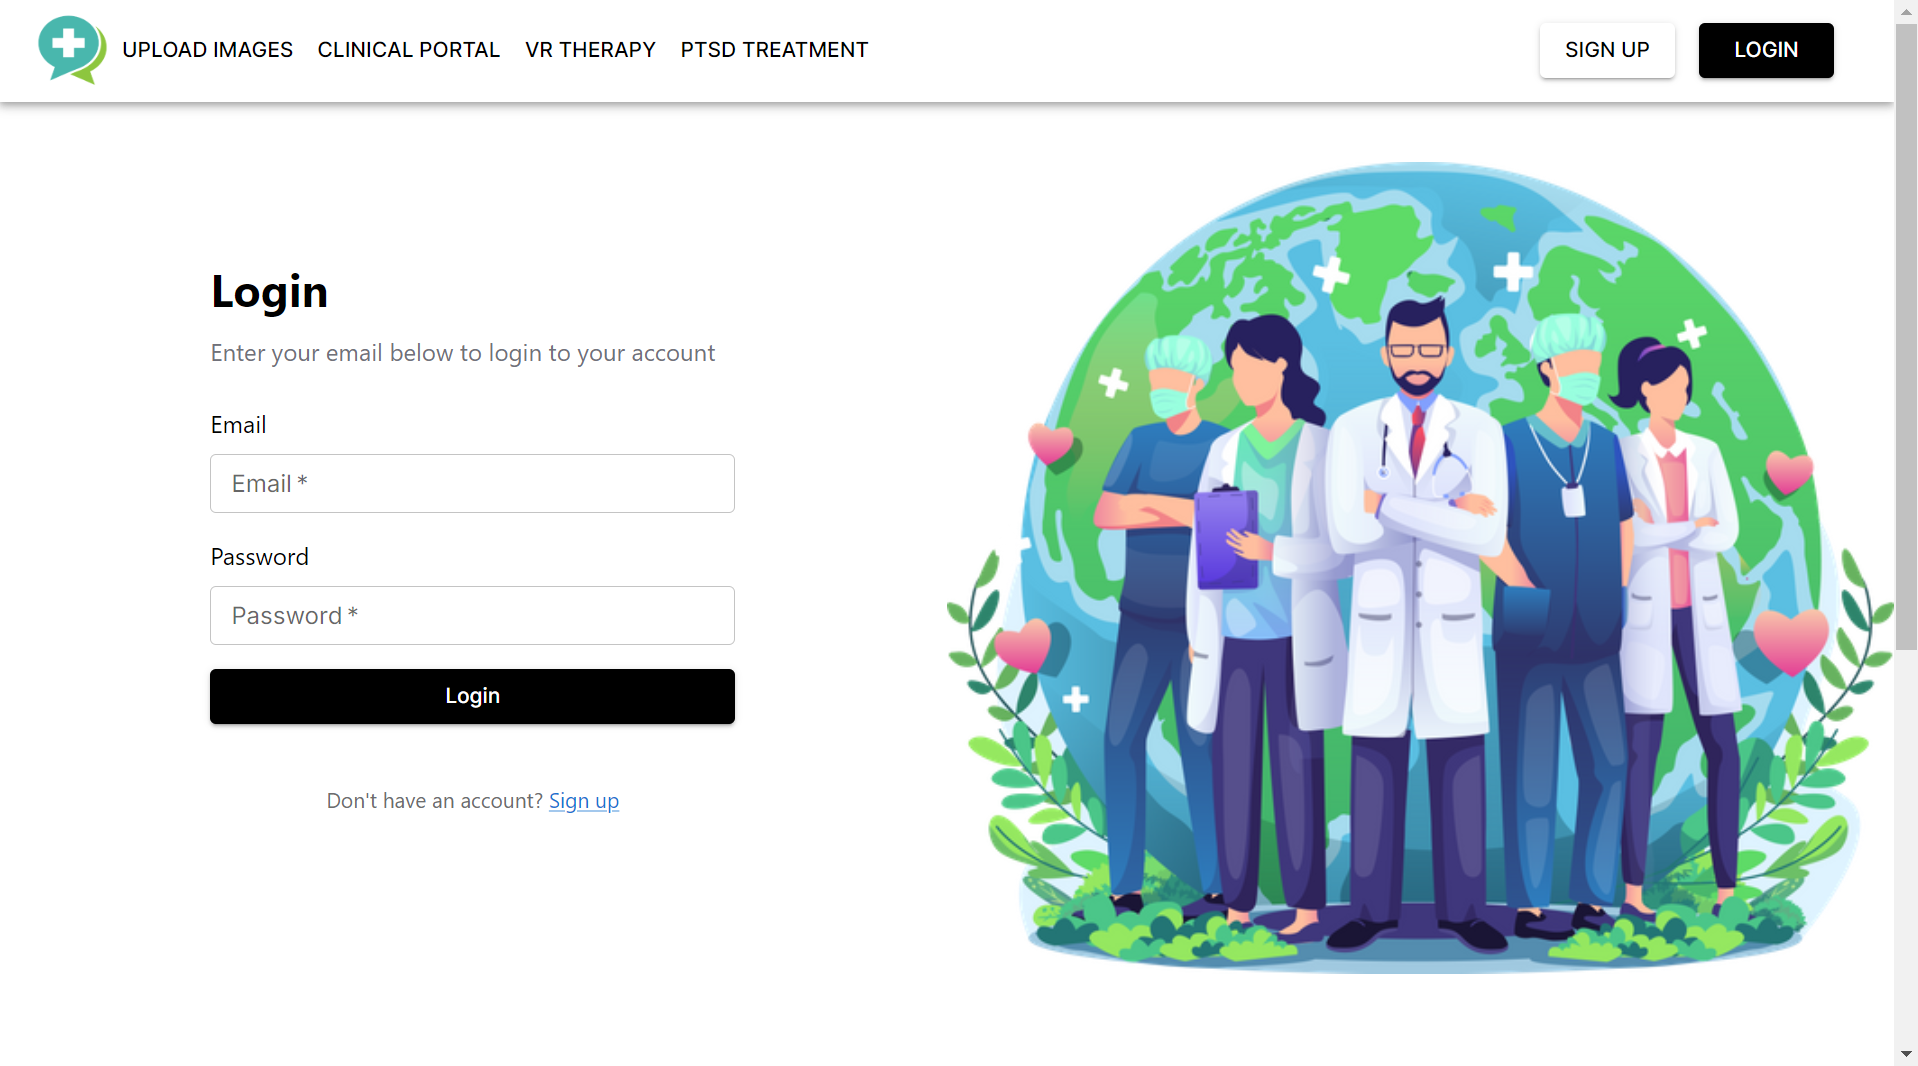 UPLOAD IMAGES CLINICAL PORTAL VR THERAPY PTSD TREATMENT SIGN UP LOGIN
Login
Enter your email below to login to your account
Email
Email *
Password
Password *
Login
Don't have an account? Sign up